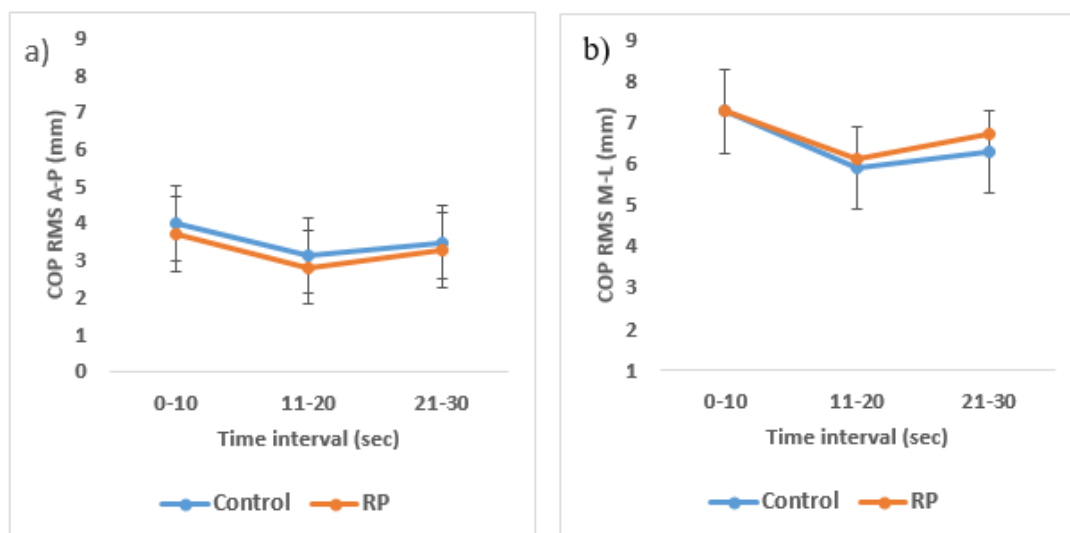 a)
COP RMS A-P (mm)
9
8
7
6
5
4
3
2
1
0
0-10 11-20 21-30
Time interval (sec)
Control RP
b)
COP RMS M-L (mm)
9
8
7
6
5
4
3
2
1
0-10 11-20 21-30
Time interval (sec)
Control RP